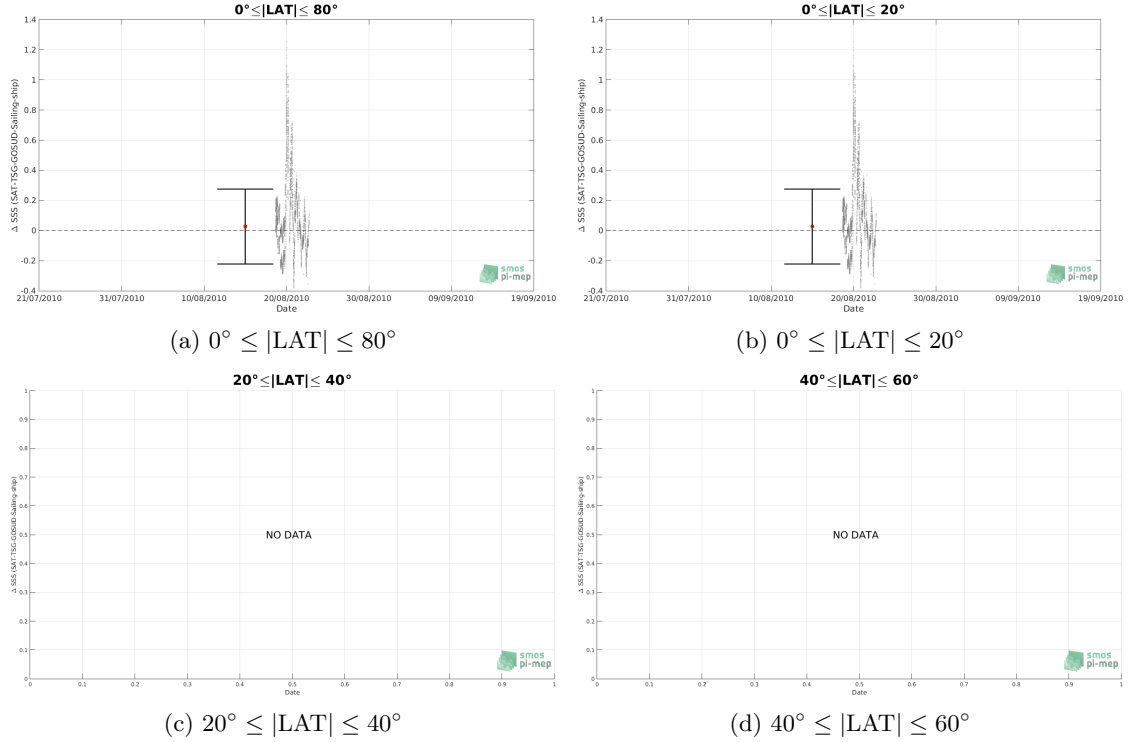 0°≤|LAT|≤ 80°
Δ SSS (SAT-TSG-GOSUD-Sailing-ship)
1.4
1.2
1
0.8
0.6
0.4
0.2
0
-0.2
-0.4
21/07/2010 31/07/2010 10/08/2010 20/08/2010 30/08/2010 09/09/2010 19/09/2010
Date
smos
pi-mep
(a) 0° ≤ |LAT| ≤ 80°
0°≤|LAT|≤ 20°
Δ SSS (SAT-TSG-GOSUD-Sailing-ship)
1.4
1.2
1
0.8
0.6
0.4
0.2
0
-0.2
-0.4
21/07/2010 31/07/2010 10/08/2010 20/08/2010 30/08/2010 09/09/2010 19/09/2010
Date
smos
pi-mep
(b) 0° ≤ |LAT| ≤ 20°
20°≤|LAT|≤ 40°
Δ SSS (SAT-TSG-GOSUD-Sailing-ship)
1
0.9
0.8
0.7
0.6
0.5
0.4
0.3
0.2
0.1
0
NO DATA
0 0.1 0.2 0.3 0.4 0.5 0.6 0.7 0.8 0.9 1
Date
smos
pi-mep
(c) 20° ≤ |LAT| ≤ 40°
40°≤|LAT|≤ 60°
Δ SSS (SAT-TSG-GOSUD-Sailing-ship)
1
0.9
0.8
0.7
0.6
0.5
0.4
0.3
0.2
0.1
0
NO DATA
0 0.1 0.2 0.3 0.4 0.5 0.6 0.7 0.8 0.9 1
Date
smos
pi-mep
(d) 40° ≤ |LAT| ≤ 60°